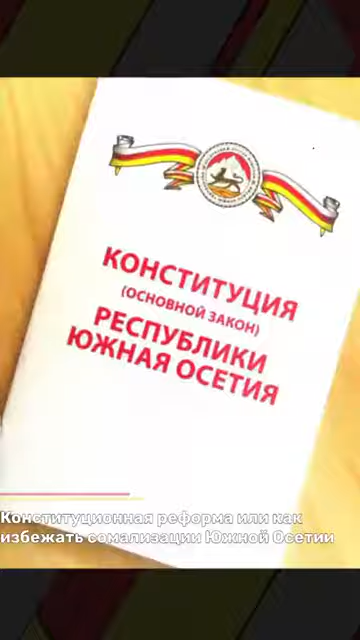 КОНСТИТУЦИЯ
(ОСНОВНОЙ ЗАКОН)
РЕСПУБЛИКИ
ЮЖНАЯ ОСЕТИЯ
Конституционная реформа или как
избежать сомализации Южной Осетии